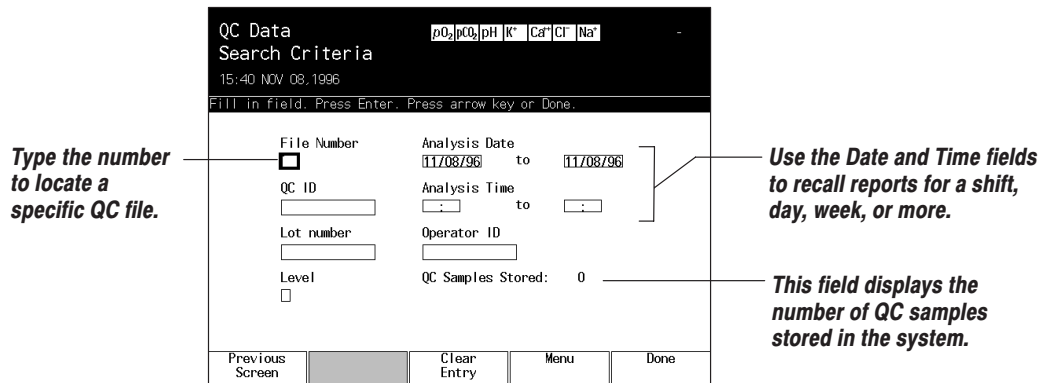 QC Data
Search Criteria
pO₂ pCO₂ pH K⁺ Ca⁺⁺ Cl⁻ Na⁺ -
15:40 NOV 08,1996
Fill in field. Press Enter. Press arrow key or Done.
Type the number
to locate a
specific QC file.
File Number
QC ID
Lot number
Level
Analysis Date
11/08/96 to 11/08/96
Analysis Time
: to :
Operator ID
QC Samples Stored: 0
Use the Date and Time fields
to recall reports for a shift,
day, week, or more.
This field displays the
number of QC samples
stored in the system.
Previous
Screen
Clear
Entry
Menu
Done